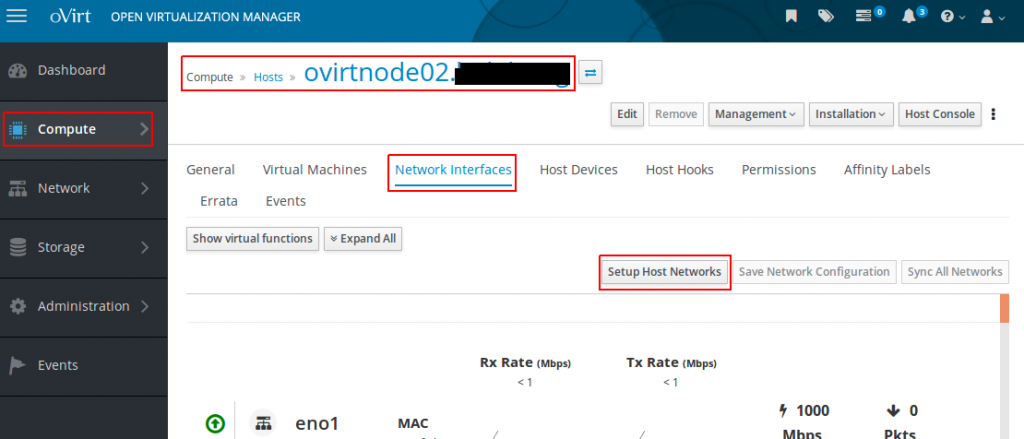 oVirt OPEN VIRTUALIZATION MANAGER 0 3
Dashboard
Compute
Network
Storage
Administration
Events
Compute » Hosts » ovirtnode02.
Edit Remove Management Installation Host Console
General Virtual Machines Network Interfaces Host Devices Host Hooks Permissions Affinity Labels
Errata Events
Show virtual functions Expand All
Setup Host Networks Save Network Configuration Sync All Networks
Rx Rate (Mbps) Tx Rate (Mbps)
< 1 < 1
eno1 MAC 1000 0
Mbps Pkts